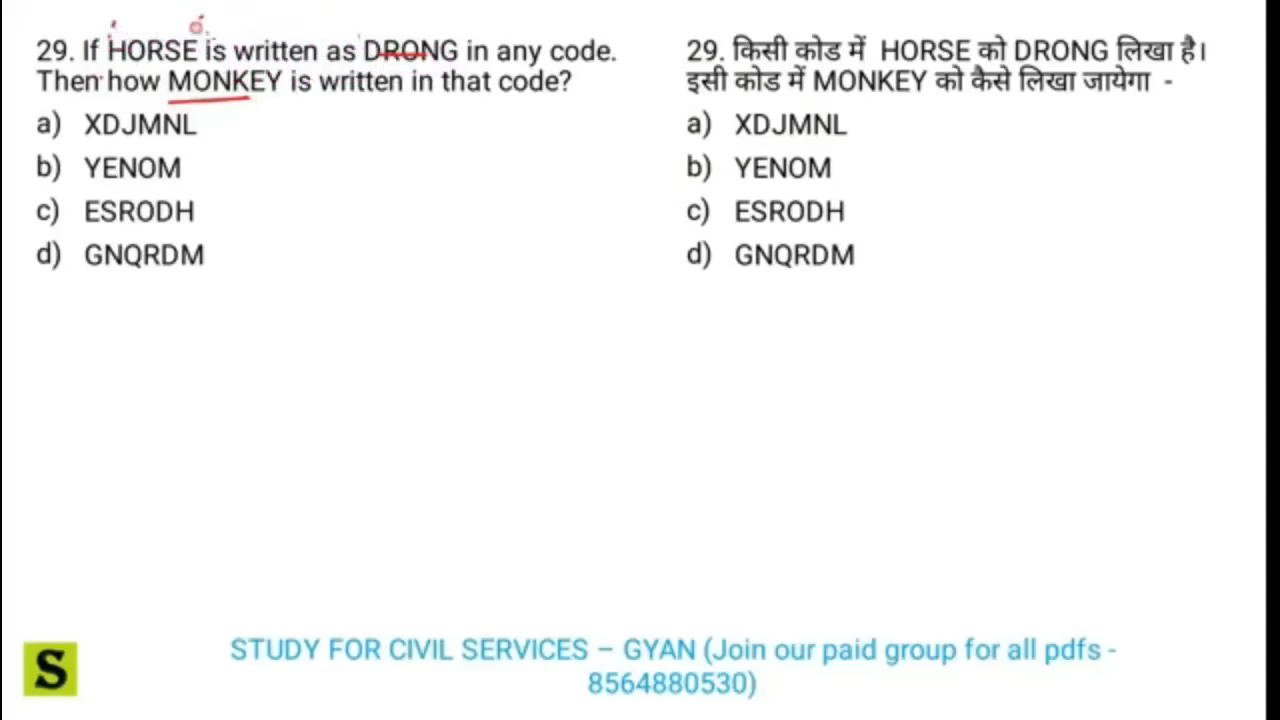 29. If HORSE is written as DRONG in any code.
Then how MONKEY is written in that code?
a) XDJMNL
b) YENOM
c) ESRODH
d) GNQRDM
29. किसी कोड में HORSE को DRONG लिखा है।
इसी कोड में MONKEY को कैसे लिखा जायेगा -
a) XDJMNL
b) YENOM
c) ESRODH
d) GNQRDM
S
STUDY FOR CIVIL SERVICES – GYAN (Join our paid group for all pdfs -
8564880530)